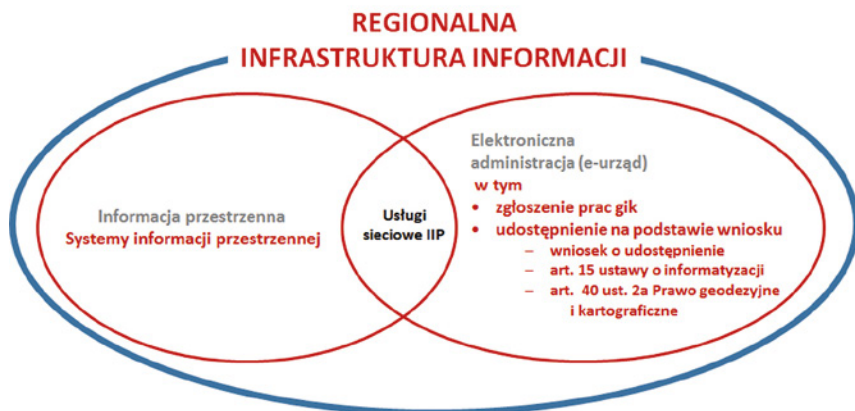 REGIONALNA
INFRASTRUKTURA INFORMACJI
Informacja przestrzenna
Systemy informacji przestrzennej
Usługi
sieciowe IIP
Elektroniczna
administracja (e-urząd)
w tym
• zgłoszenie prac gik
• udostępnienie na podstawie wniosku
– wniosek o udostępnienie
– art. 15 ustawy o informatyzacji
– art. 40 ust. 2a Prawo geodezyjne
i kartograficzne